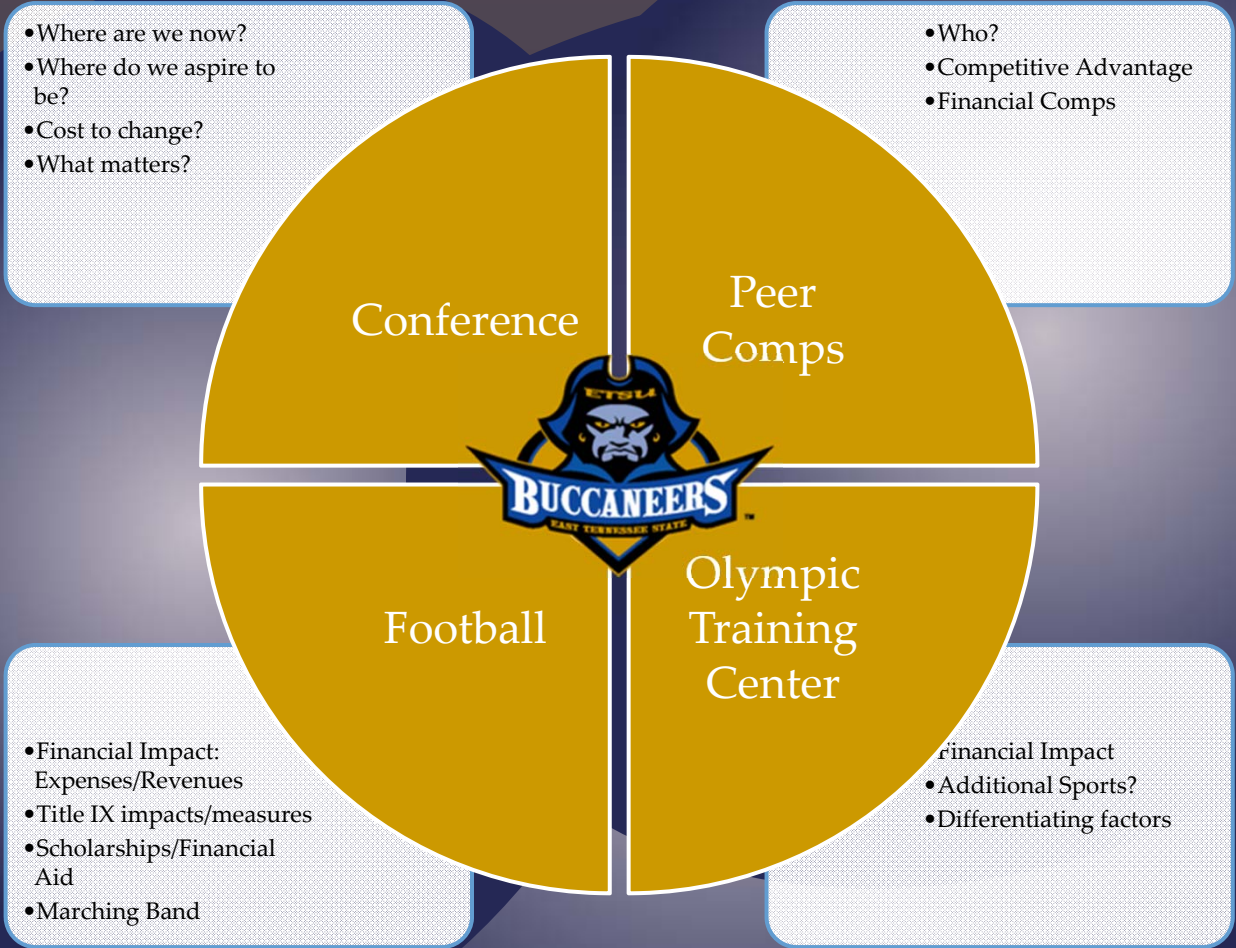 •Where are we now?
•Where do we aspire to
be?
•Cost to change?
•What matters?
•Who?
•Competitive Advantage
•Financial Comps
Conference
Peer
Comps
ETSU
BUCCANEERS
EAST TENNESSEE STATE
™
Football
Olympic
Training
Center
•Financial Impact:
Expenses/Revenues
•Title IX impacts/measures
•Scholarships/Financial
Aid
•Marching Band
Financial Impact
•Additional Sports?
•Differentiating factors